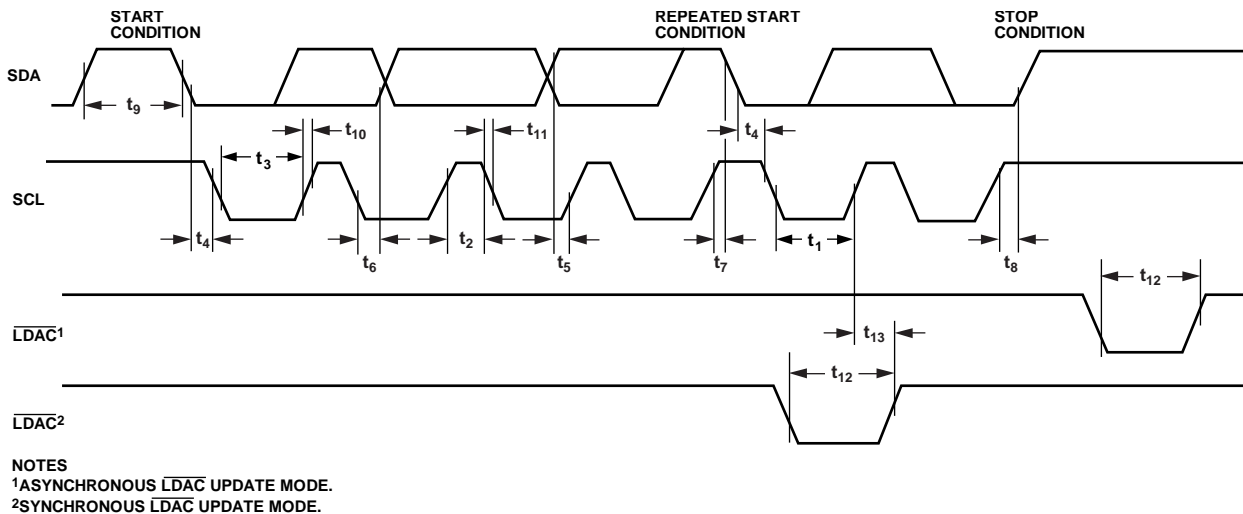 START
CONDITION
REPEATED START
CONDITION
STOP
CONDITION
SDA
t9
t10
t11
t4
t3
SCL
t4
t6
t2
t5
t7
t1
t8
t12
LDAC1
t13
t12
LDAC2
NOTES
1ASYNCHRONOUS LDAC UPDATE MODE.
2SYNCHRONOUS LDAC UPDATE MODE.